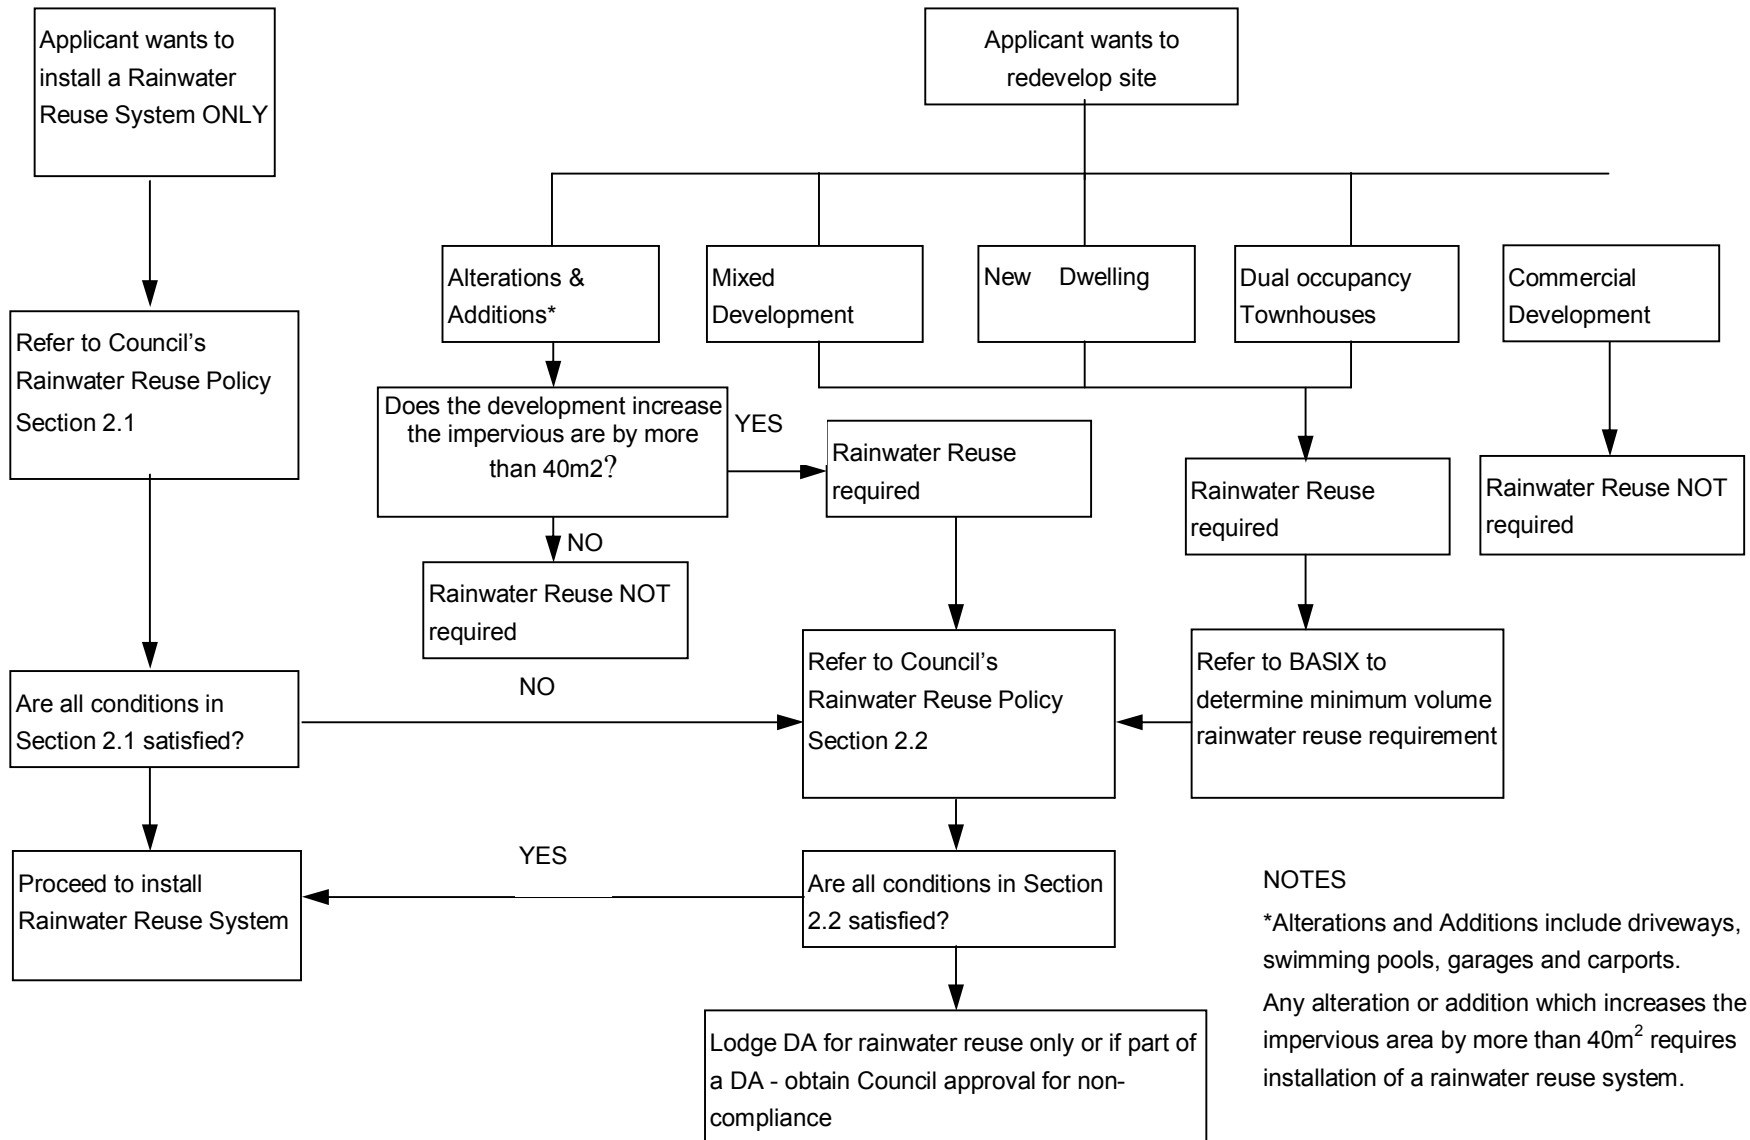 Applicant wants to
install a Rainwater
Reuse System ONLY
Applicant wants to
redevelop site
Alterations &
Additions*
Mixed
Development
New Dwelling
Dual occupancy
Townhouses
Commercial
Development
Refer to Council’s
Rainwater Reuse Policy
Section 2.1
Does the development increase
the impervious are by more
than 40m2?
YES
Rainwater Reuse
required
Rainwater Reuse
required
Rainwater Reuse NOT
required
NO
Rainwater Reuse NOT
required
Are all conditions in
Section 2.1 satisfied?
NO
Refer to Council’s
Rainwater Reuse Policy
Section 2.2
Refer to BASIX to
determine minimum volume
rainwater reuse requirement
Proceed to install
Rainwater Reuse System
YES
Are all conditions in Section
2.2 satisfied?
Lodge DA for rainwater reuse only or if part of
a DA - obtain Council approval for non-
compliance
NOTES
*Alterations and Additions include driveways,
swimming pools, garages and carports.
Any alteration or addition which increases the
impervious area by more than 40m² requires
installation of a rainwater reuse system.